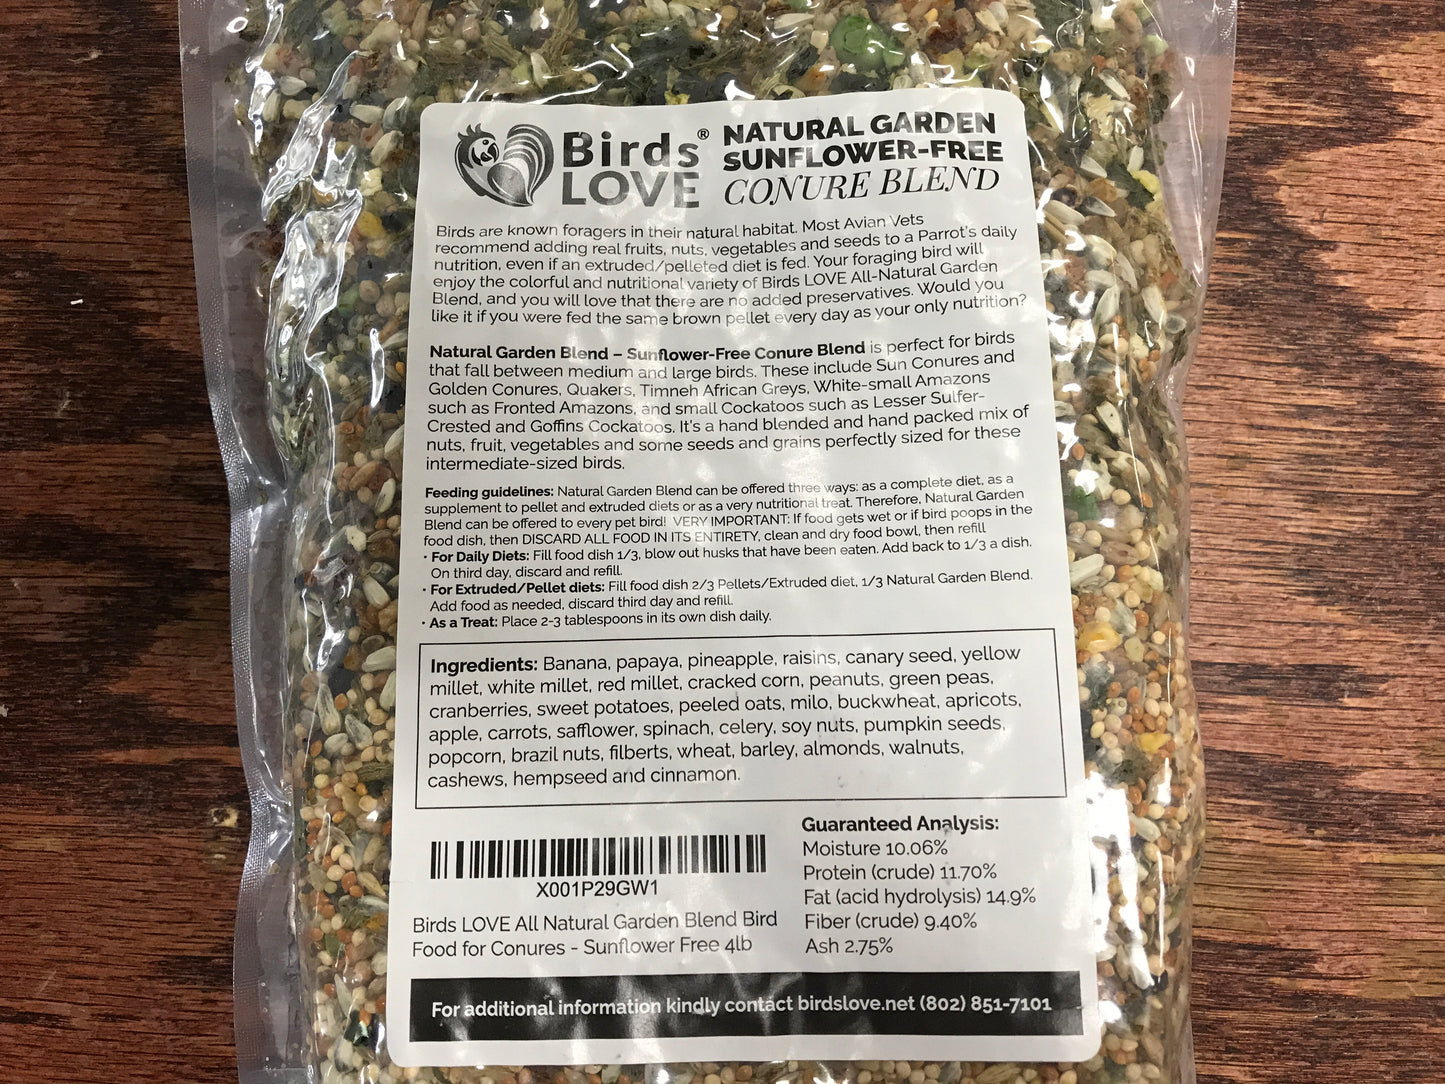 Birds®
LOVE
NATURAL GARDEN
SUNFLOWER-FREE
CONURE BLEND
Birds are known foragers in their natural habitat. Most Avian Vets
recommend adding real fruits, nuts, vegetables and seeds to a Parrot's daily
nutrition, even if an extruded/pelleted diet is fed. Your foraging bird will
enjoy the colorful and nutritional variety of Birds LOVE All-Natural Garden
Blend, and you will love that there are no added preservatives. Would you
like it if you were fed the same brown pellet every day as your only nutrition?
Natural Garden Blend – Sunflower-Free Conure Blend is perfect for birds
that fall between medium and large birds. These include Sun Conures and
Golden Conures, Quakers, Timneh African Greys, White-small Amazons
such as Fronted Amazons, and small Cockatoos such as Lesser Sulfer-
Crested and Goffins Cockatoos. It's a hand blended and hand packed mix of
nuts, fruit, vegetables and some seeds and grains perfectly sized for these
intermediate-sized birds.
Feeding guidelines: Natural Garden Blend can be offered three ways: as a complete diet, as a
supplement to pellet and extruded diets or as a very nutritional treat. Therefore, Natural Garden
Blend can be offered to every pet bird! VERY IMPORTANT: If food gets wet or if bird poops in the
food dish, then DISCARD ALL FOOD IN ITS ENTIRETY, clean and dry food bowl, then refill
• For Daily Diets: Fill food dish 1/3, blow out husks that have been eaten. Add back to 1/3 a dish.
On third day, discard and refill.
• For Extruded/Pellet diets: Fill food dish 2/3 Pellets/Extruded diet, 1/3 Natural Garden Blend.
Add food as needed, discard third day and refill.
• As a Treat: Place 2-3 tablespoons in its own dish daily.
Ingredients: Banana, papaya, pineapple, raisins, canary seed, yellow
millet, white millet, red millet, cracked corn, peanuts, green peas,
cranberries, sweet potatoes, peeled oats, milo, buckwheat, apricots,
apple, carrots, safflower, spinach, celery, soy nuts, pumpkin seeds,
popcorn, brazil nuts, filberts, wheat, barley, almonds, walnuts,
cashews, hempseed and cinnamon.
X001P29GW1
Birds LOVE All Natural Garden Blend Bird
Food for Conures - Sunflower Free 4lb
Guaranteed Analysis:
Moisture 10.06%
Protein (crude) 11.70%
Fat (acid hydrolysis) 14.9%
Fiber (crude) 9.40%
Ash 2.75%
For additional information kindly contact birdslove.net (802) 851-7101